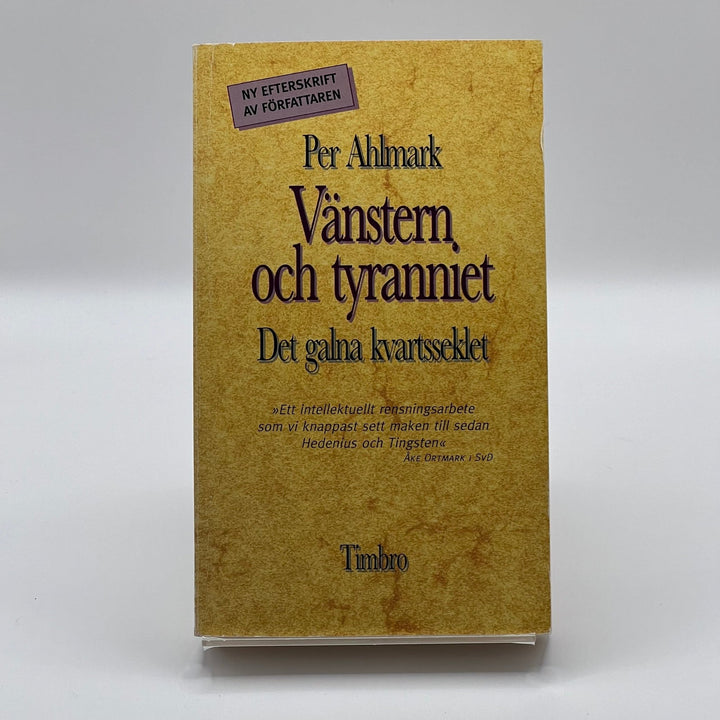 NY EFTERSKRIFT
AV FÖRFATTAREN
Per Ahlmark
Vänstern
och tyranniet
Det galna kvartsseklet
»Ett intellektuellt rensningsarbete
som vi knappast sett maken till sedan
Hedenius och Tingsten«
ÅKE ORTMARK I SVD
Timbro